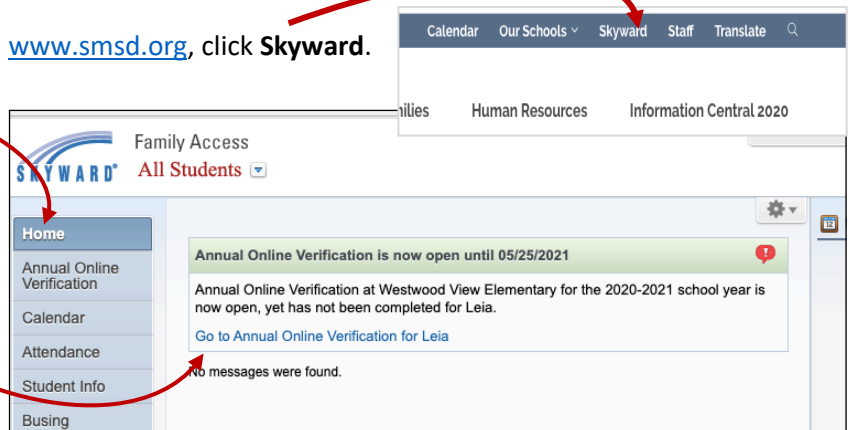 www.smsd.org, click Skyward.
Calendar Our Schools Skyward Staff Translate
Human Resources Information Central 2020
SKYWARD® Family Access
All Students
Home
Annual Online
Verification
Calendar
Attendance
Student Info
Busing
Annual Online Verification is now open until 05/25/2021
Annual Online Verification at Westwood View Elementary for the 2020-2021 school year is
now open, yet has not been completed for Leia.
Go to Annual Online Verification for Leia
No messages were found.
12